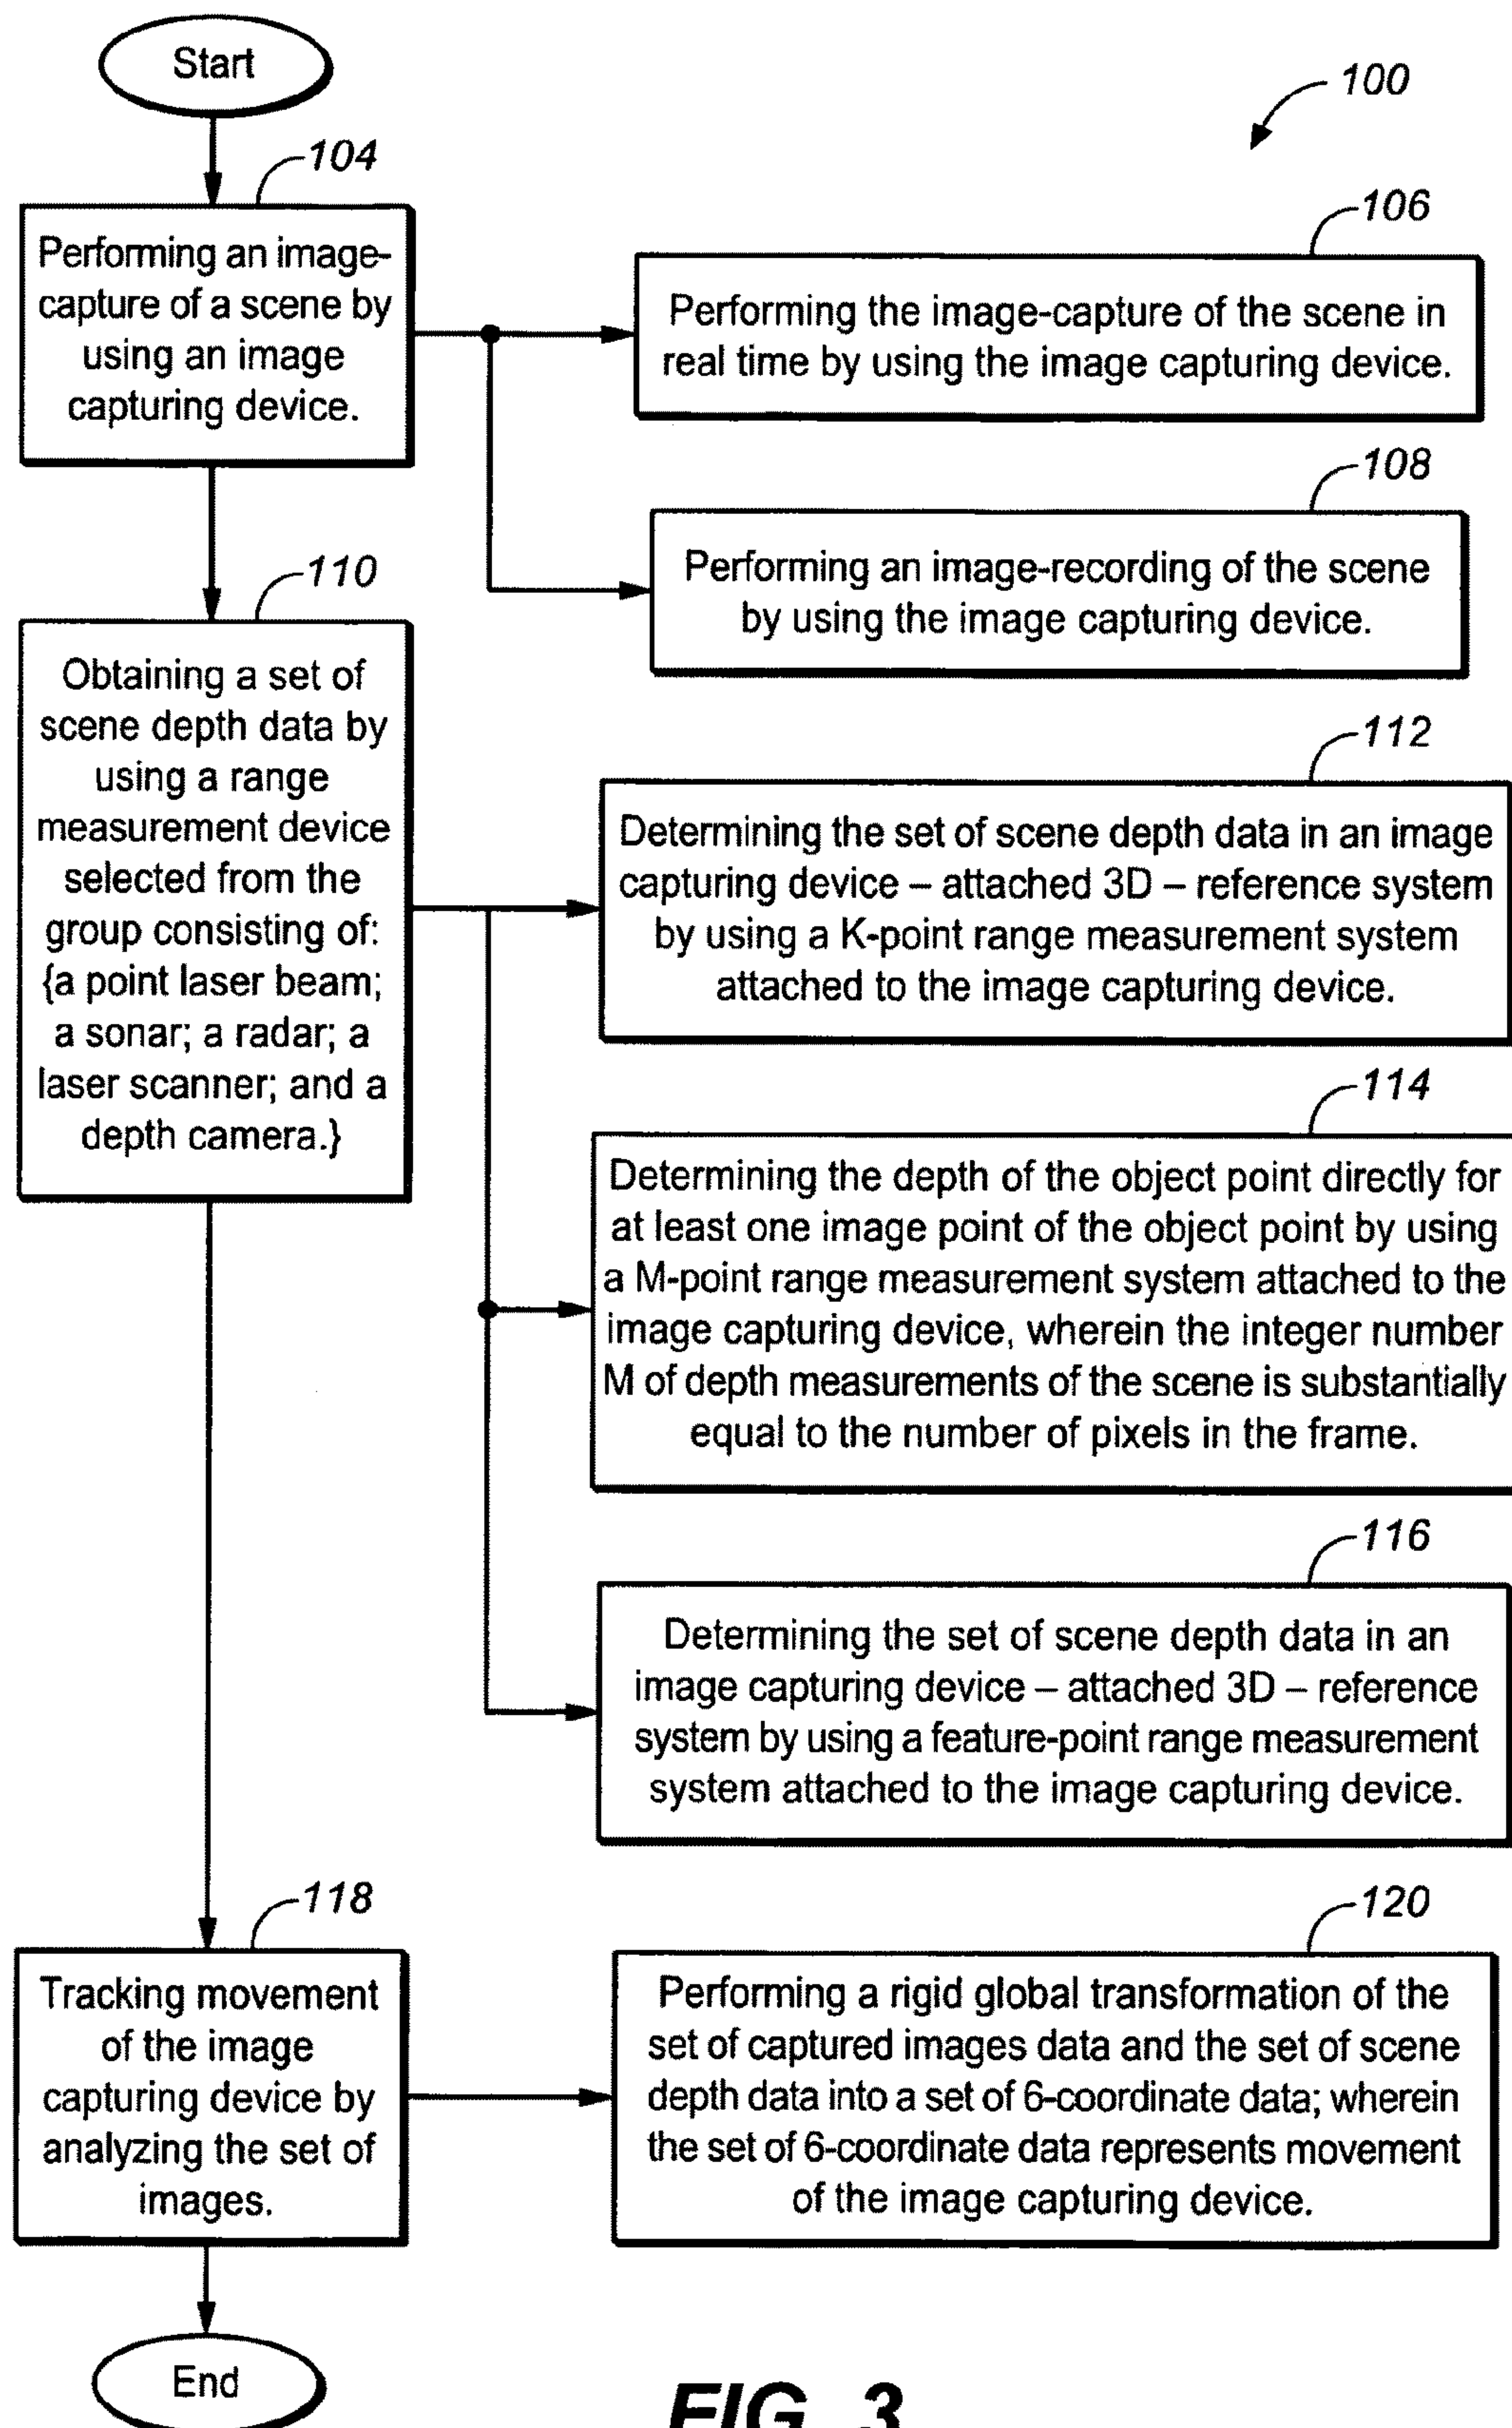 Start
100
104
Performing an image-
capture of a scene by
using an image
capturing device.
106
Performing the image-capture of the scene in
real time by using the image capturing device.
108
Performing an image-recording of the scene
by using the image capturing device.
110
Obtaining a set of
scene depth data by
using a range
measurement device
selected from the
group consisting of:
{a point laser beam;
a sonar; a radar; a
laser scanner; and a
depth camera.}
112
Determining the set of scene depth data in an image
capturing device – attached 3D – reference system
by using a K-point range measurement system
attached to the image capturing device.
114
Determining the depth of the object point directly for
at least one image point of the object point by using
a M-point range measurement system attached to the
image capturing device, wherein the integer number
M of depth measurements of the scene is substantially
equal to the number of pixels in the frame.
116
Determining the set of scene depth data in an
image capturing device – attached 3D – reference
system by using a feature-point range measurement
system attached to the image capturing device.
118
Tracking movement
of the image
capturing device by
analyzing the set of
images.
120
Performing a rigid global transformation of the
set of captured images data and the set of scene
depth data into a set of 6-coordinate data; wherein
the set of 6-coordinate data represents movement
of the image capturing device.
End
FIG. 3